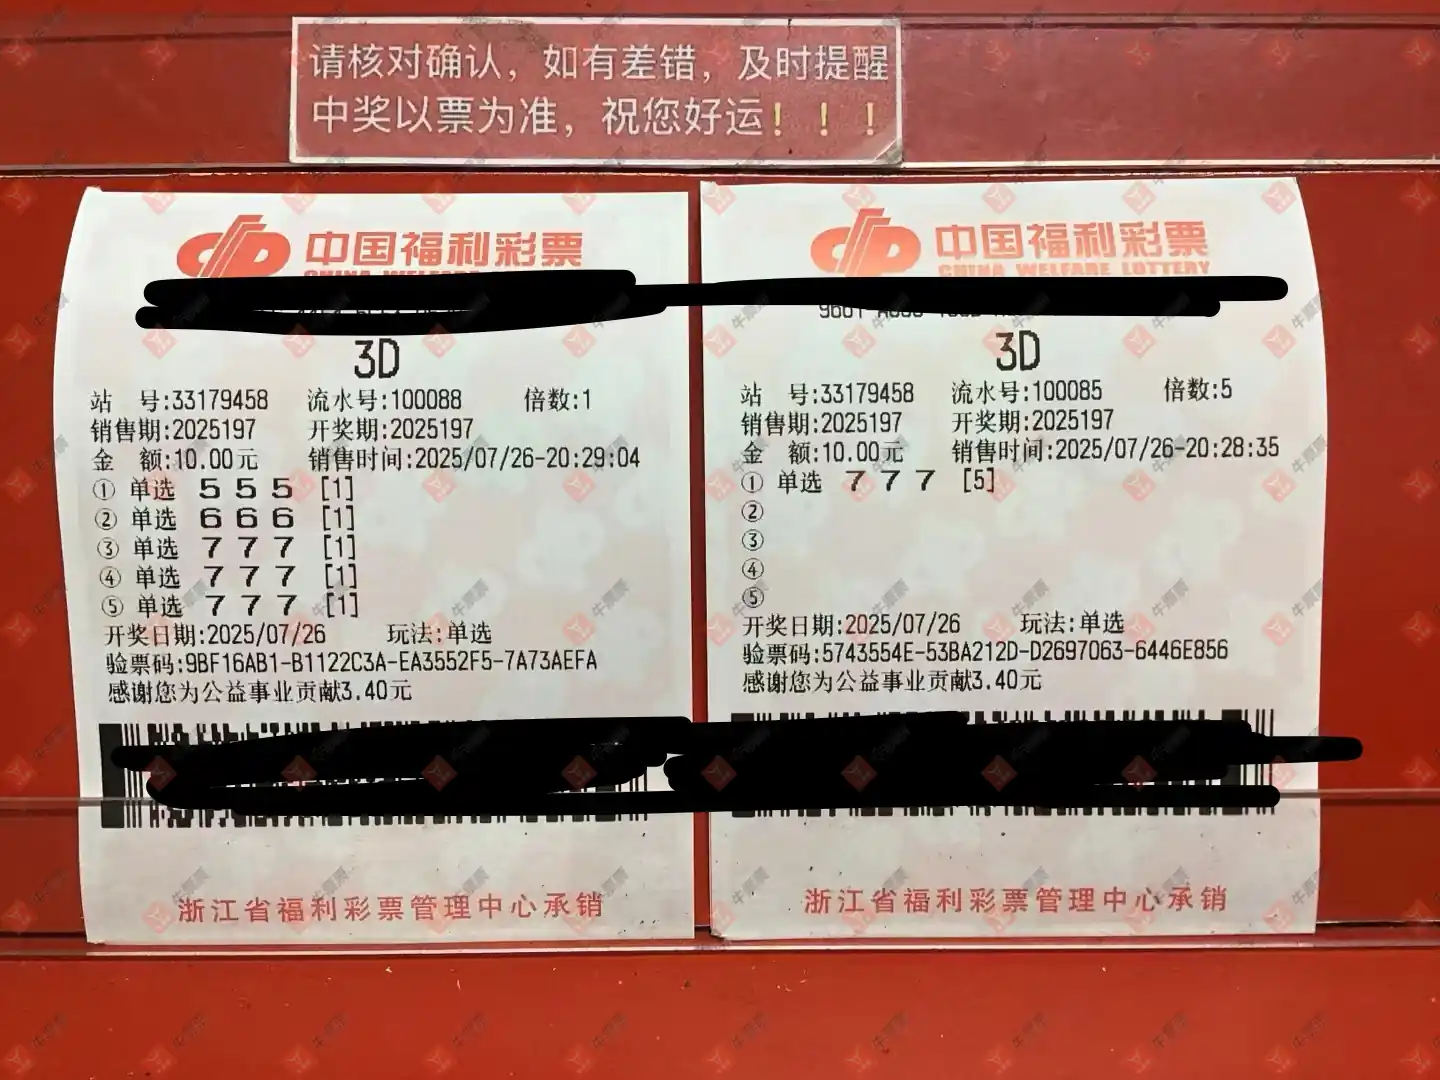 请核对确认，如有差错，及时提醒
中奖以票为准，祝您好运！！！
中国福利彩票
3D
站 号:33179458 流水号:100088 倍数:1
销售期:2025197 开奖期:2025197
金 额:10.00元 销售时间:2025/07/26-20:29:04
① 单选 5 5 5 [1]
② 单选 6 6 6 [1]
③ 单选 7 7 7 [1]
④ 单选 7 7 7 [1]
⑤ 单选 7 7 7 [1]
开奖日期:2025/07/26 玩法:单选
验票码:9BF16AB1-B1122C3A-EA3552F5-7A73AEFA
感谢您为公益事业贡献3.40元
浙江省福利彩票管理中心承销
中国福利彩票
CHINA WELFARE LOTTERY
3D
站 号:33179458 流水号:100085 倍数:5
销售期:2025197 开奖期:2025197
金 额:10.00元 销售时间:2025/07/26-20:28:35
① 单选 7 7 7 [5]
②
③
④
⑤
开奖日期:2025/07/26 玩法:单选
验票码:5743554E-53BA212D-D2697063-6446E856
感谢您为公益事业贡献3.40元
浙江省福利彩票管理中心承销